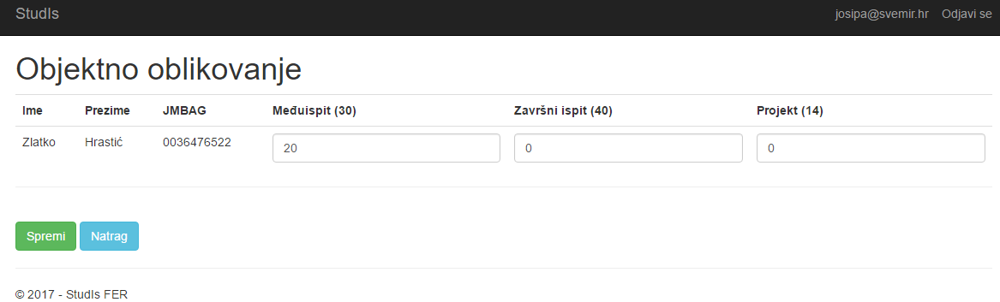 StudIs josipa@svemir.hr Odjavi se
Objektno oblikovanje
Ime Prezime JMBAG Međuispit (30) Završni ispit (40) Projekt (14)
Zlatko Hrastić 0036476522 20 0 0
Spremi Natrag
© 2017 - StudIs FER